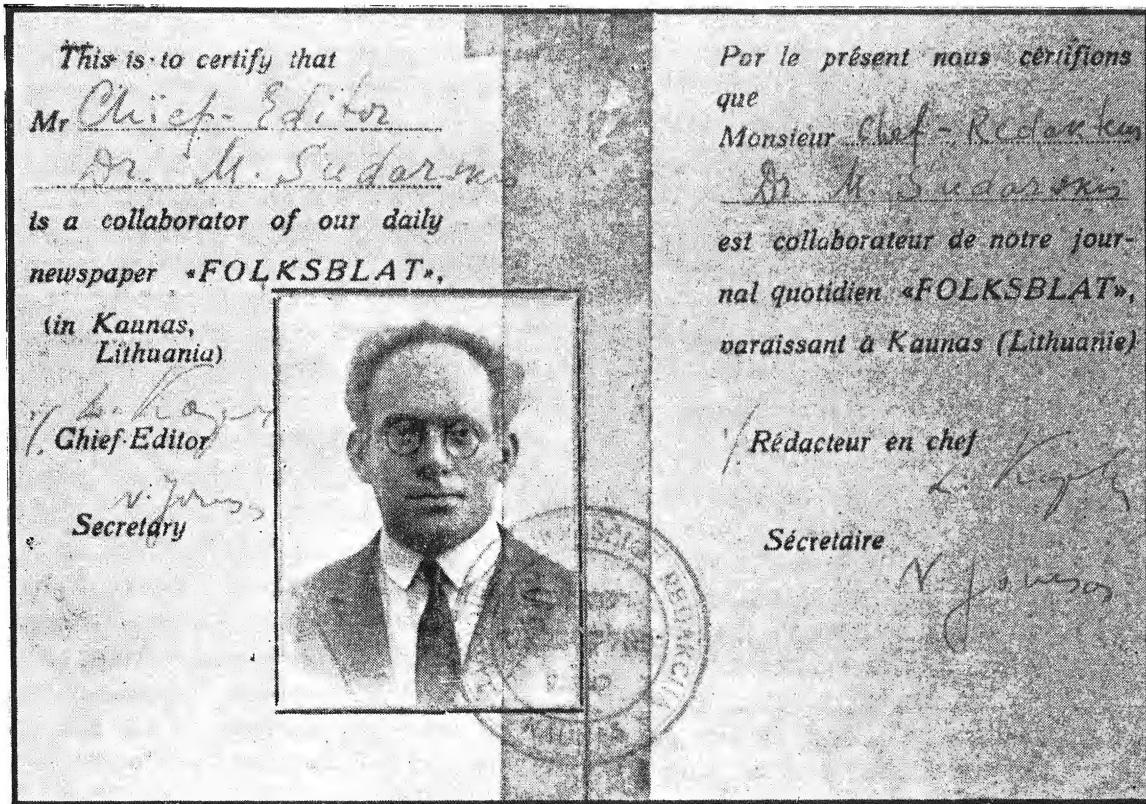 This is to certify that
Mr Chief-Editor
Dr. M. Sudarskis
is a collaborator of our daily
newspaper «FOLKSBLAT»,
(in Kaunas,
Lithuania)
Chief-Editor
Secretary
Par le présent nous certifions
que
Monsieur Chef-Redakteur
Dr. M. Sudarskis
est collaborateur de notre jour-
nal quotidien «FOLKSBLAT»,
paraissant à Kaunas (Lithuanie)
Rédacteur en chef
Sécretaire
REDAKCIJA
KAUNAS